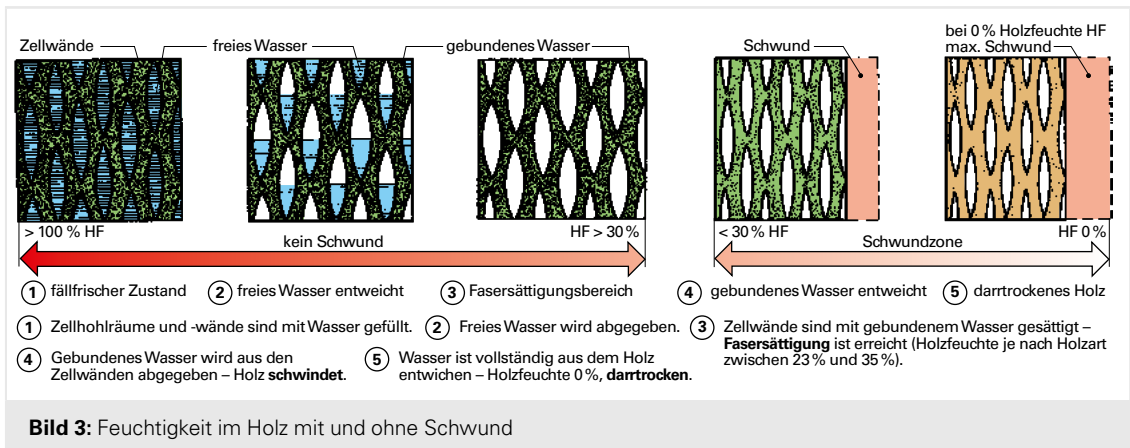 Zellwände
freies Wasser
gebundenes Wasser
Schwund
bei 0 % Holzfeuchte HF
max. Schwund
> 100 % HF
kein Schwund
HF > 30 %
< 30 % HF
Schwundzone
HF 0 %
1 fällfrischer Zustand
2 freies Wasser entweicht
3 Fasersättigungsbereich
4 gebundenes Wasser entweicht
5 darrtrockenes Holz
1 Zellhohlräume und -wände sind mit Wasser gefüllt.
2 Freies Wasser wird abgegeben.
3 Zellwände sind mit gebundenem Wasser gesättigt –
Fasersättigung ist erreicht (Holzfeuchte je nach Holzart
zwischen 23 % und 35 %).
4 Gebundenes Wasser wird aus den
Zellwänden abgegeben – Holz schwindet.
5 Wasser ist vollständig aus dem Holz
entwichen – Holzfeuchte 0 %, darrtrocken.
Bild 3: Feuchtigkeit im Holz mit und ohne Schwund